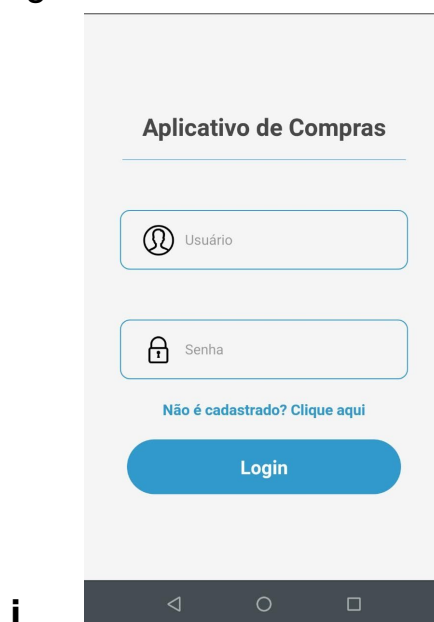 Aplicativo de Compras
Usuário
Senha
Não é cadastrado? Clique aqui
Login
i